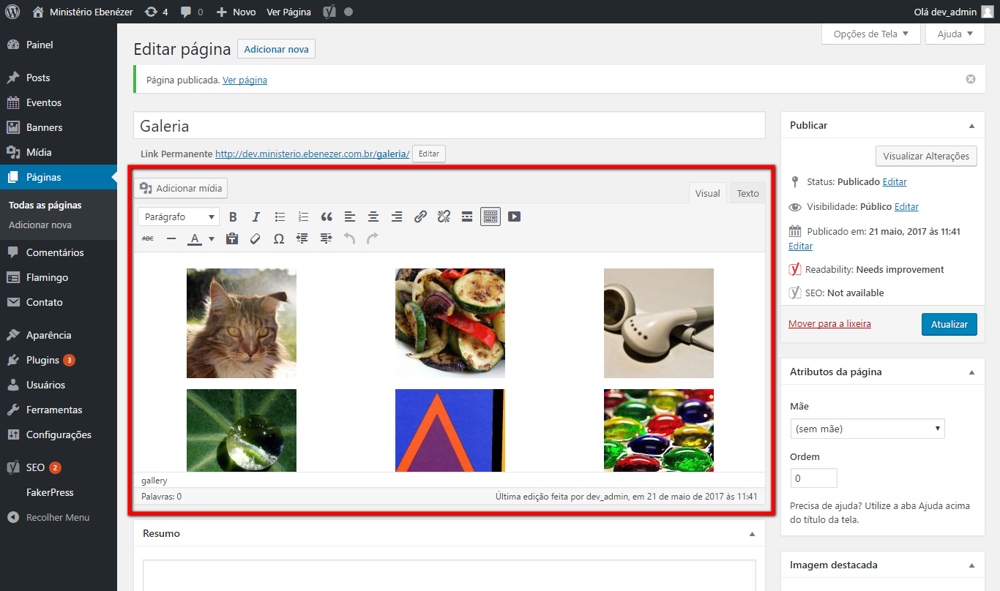 Ministério Ebenézer 4 0 Novo Ver Página Olá dev_admin
Opções de Tela Ajuda
Painel
Posts
Eventos
Banners
Mídia
Páginas
Todas as páginas
Adicionar nova
Comentários
Flamingo
Contato
Aparência
Plugins 3
Usuários
Ferramentas
Configurações
SEO 2
FakerPress
Recolher Menu
Editar página Adicionar nova
Página publicada. Ver página
Galeria
Link Permanente http://dev.ministerio.ebenezer.com.br/galeria/ Editar
Adicionar mídia
Visual Texto
Parágrafo B I
ABC A Ω
gallery
Palavras: 0 Última edição feita por dev_admin, em 21 de maio de 2017 às 11:41
Resumo
Publicar
Visualizar Alterações
Status: Publicado Editar
Visibilidade: Público Editar
Publicado em: 21 maio, 2017 às 11:41
Editar
Readability: Needs improvement
SEO: Not available
Mover para a lixeira Atualizar
Atributos da página
Mãe
(sem mãe)
Ordem
0
Precisa de ajuda? Utilize a aba Ajuda acima
do título da tela.
Imagem destacada